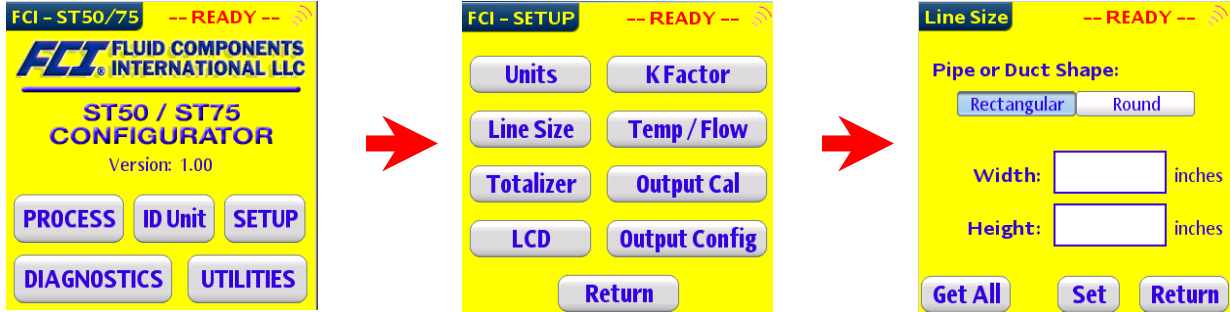 FCI – ST50/75 -- READY --
FCI® FLUID COMPONENTS
INTERNATIONAL LLC
ST50 / ST75
CONFIGURATOR
Version: 1.00
PROCESS ID Unit SETUP
DIAGNOSTICS UTILITIES
FCI – SETUP -- READY --
Units K Factor
Line Size Temp / Flow
Totalizer Output Cal
LCD Output Config
Return
Line Size -- READY --
Pipe or Duct Shape:
Rectangular Round
Width: inches
Height: inches
Get All Set Return